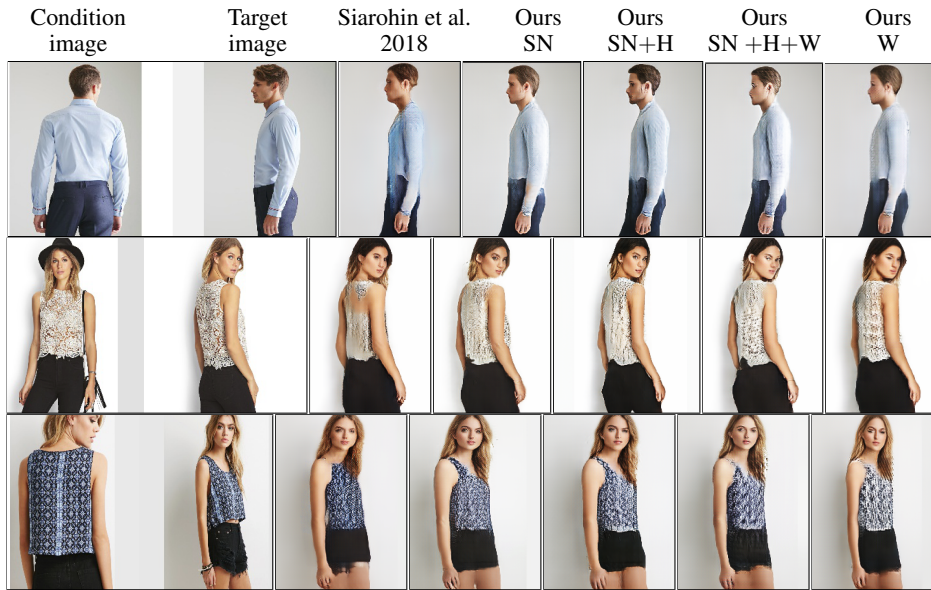 Condition image
Target image
Siarohin et al. 2018
Ours SN
Ours SN+H
Ours SN +H+W
Ours W